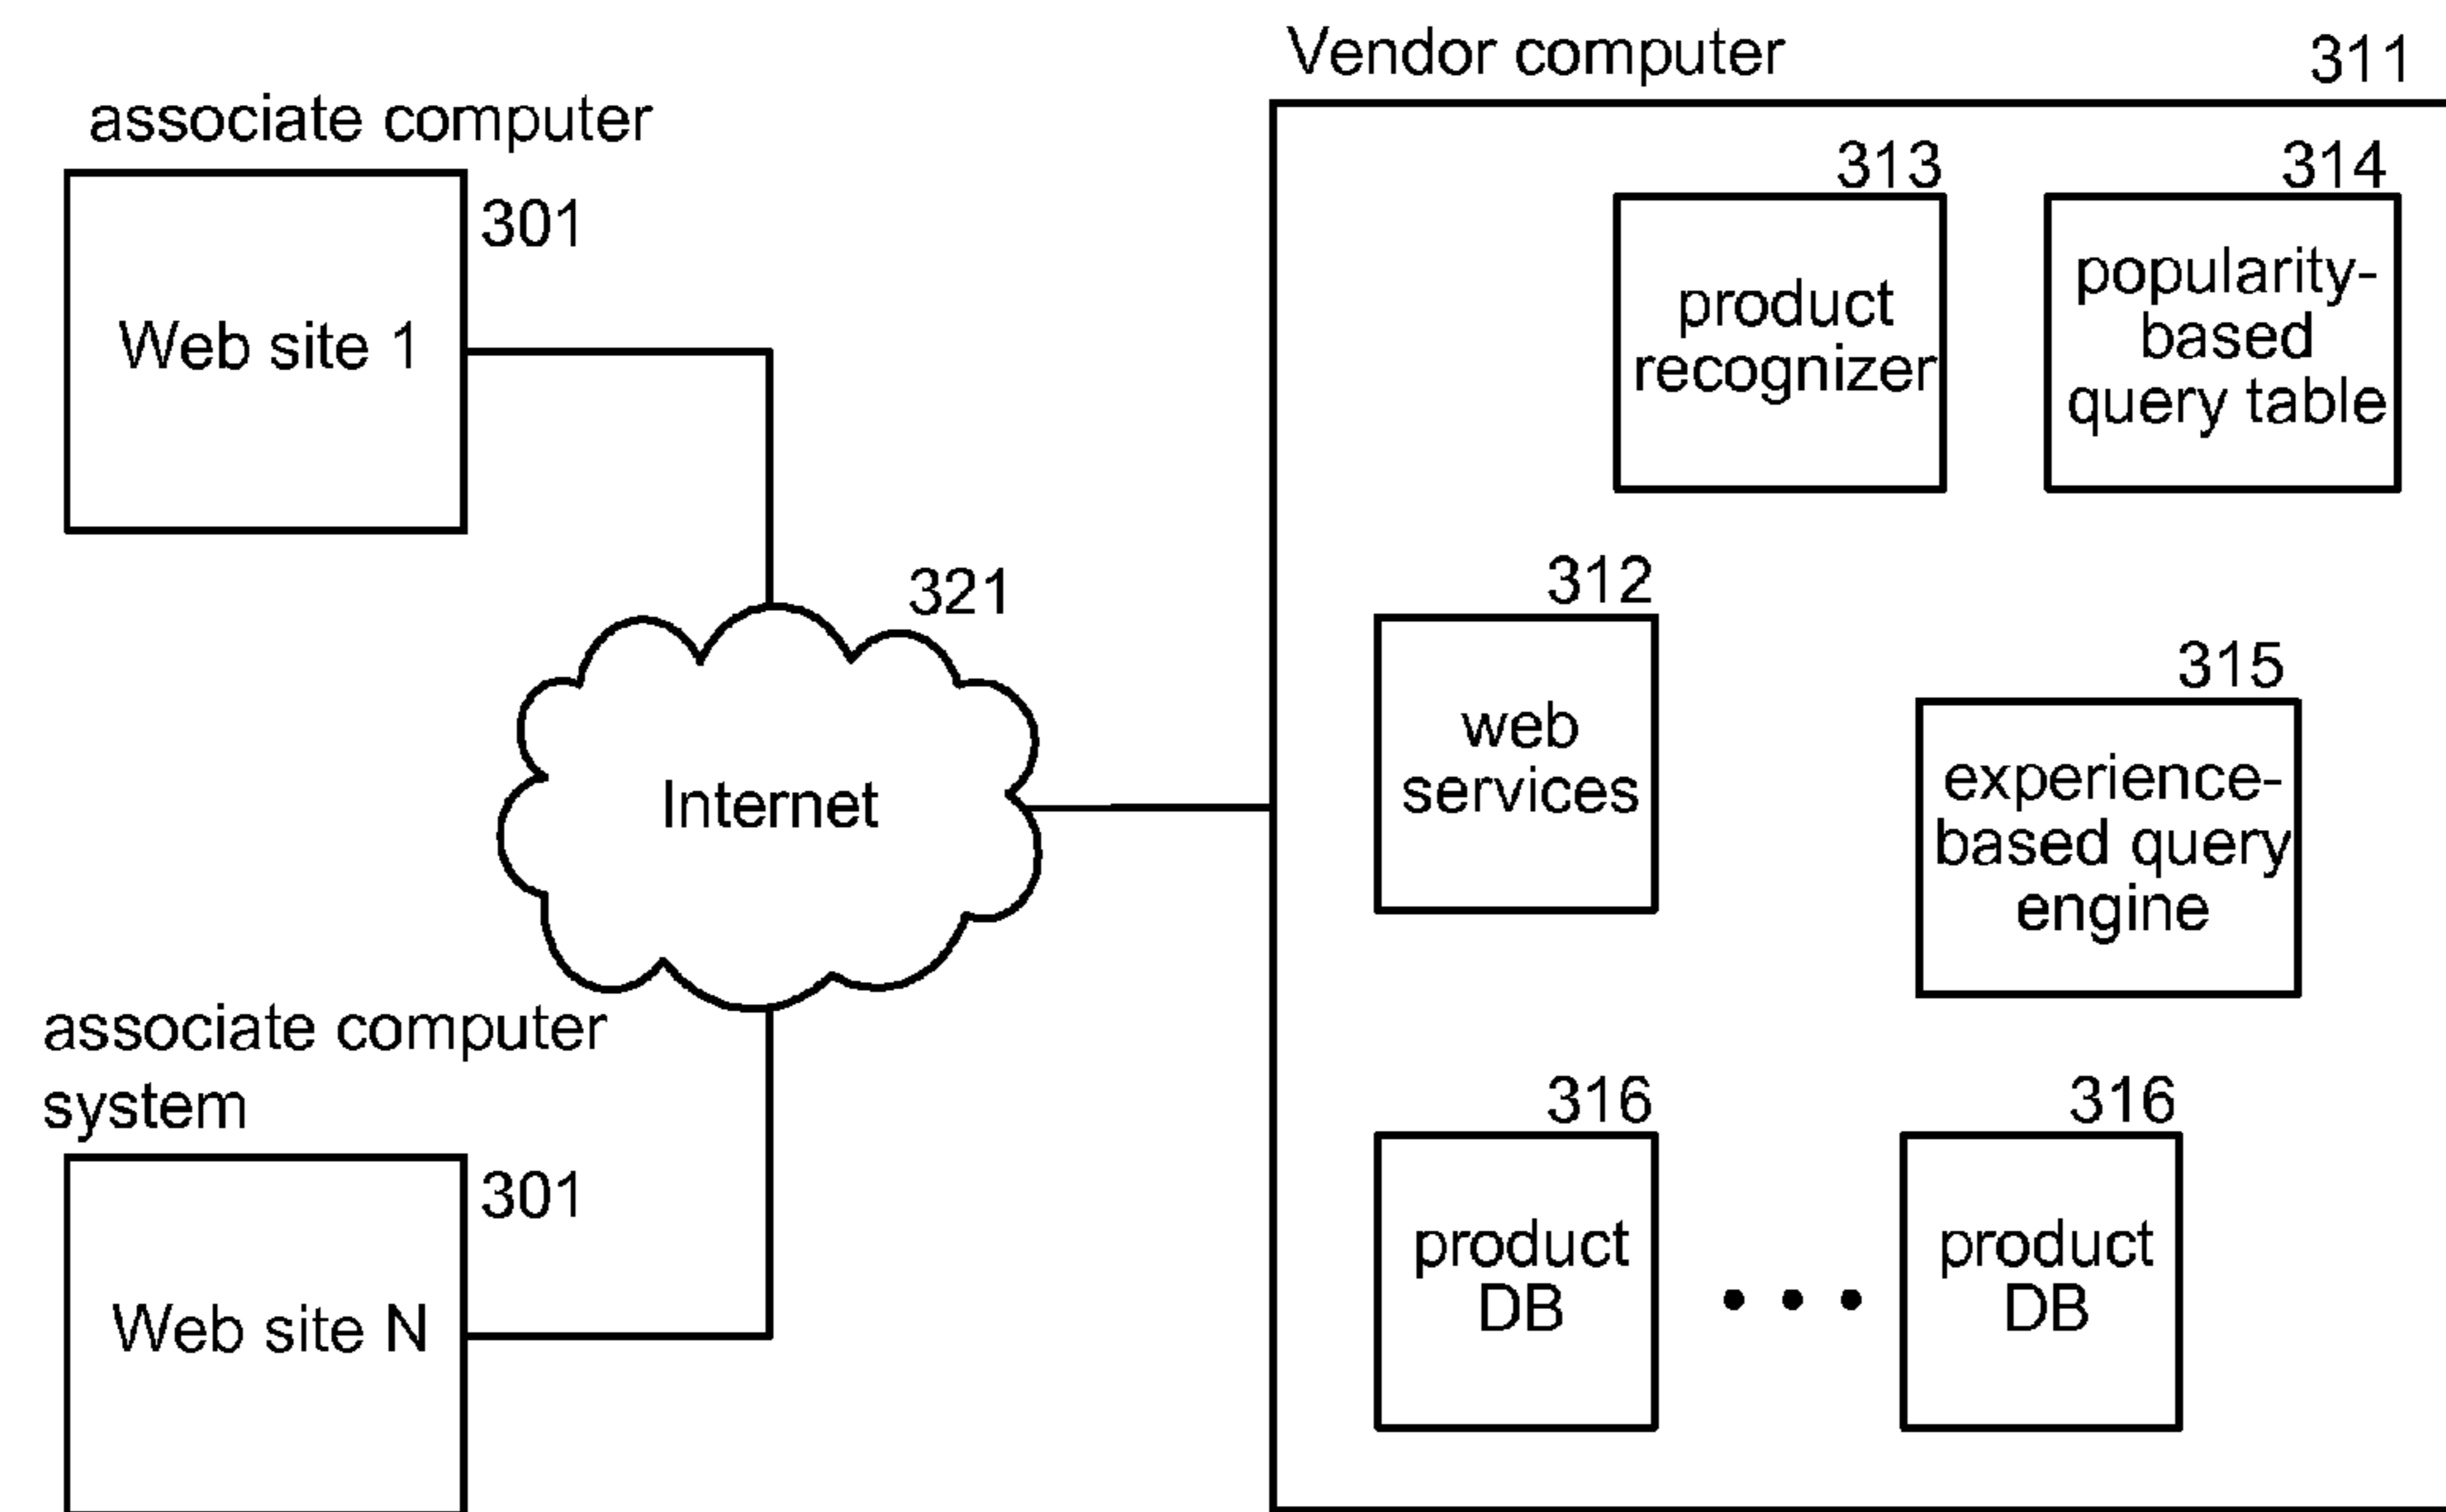 Vendor computer
311
associate computer
301
Web site 1
313
product
recognizer
314
popularity-
based
query table
321
Internet
312
web
services
315
experience-
based query
engine
associate computer
system
301
Web site N
316
product
DB
• • •
316
product
DB